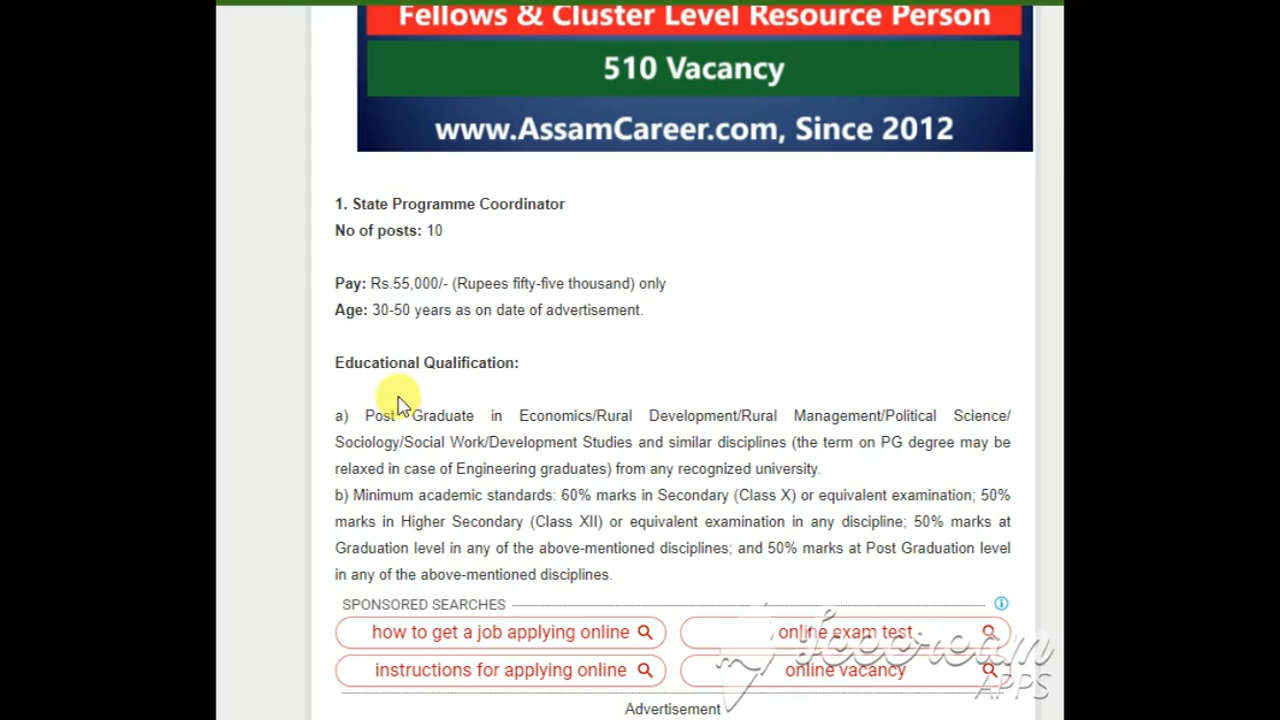 Fellows & Cluster Level Resource Person
510 Vacancy
www.AssamCareer.com, Since 2012
1. State Programme Coordinator
No of posts: 10
Pay: Rs.55,000/- (Rupees fifty-five thousand) only
Age: 30-50 years as on date of advertisement.
Educational Qualification:
a) Post Graduate in Economics/Rural Development/Rural Management/Political Science/
Sociology/Social Work/Development Studies and similar disciplines (the term on PG degree may be
relaxed in case of Engineering graduates) from any recognized university.
b) Minimum academic standards: 60% marks in Secondary (Class X) or equivalent examination; 50%
marks in Higher Secondary (Class XII) or equivalent examination in any discipline; 50% marks at
Graduation level in any of the above-mentioned disciplines; and 50% marks at Post Graduation level
in any of the above-mentioned disciplines.
SPONSORED SEARCHES
how to get a job applying online
online exam test
instructions for applying online
online vacancy
APPS
Advertisement